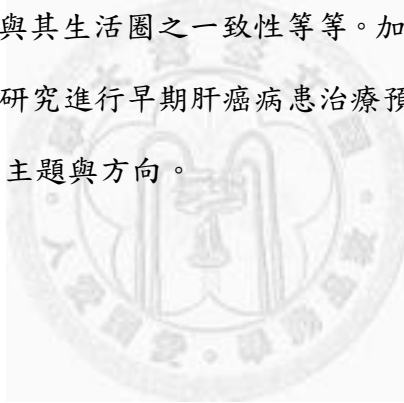 與其生活圈之一致性等等。加
研究進行早期肝癌病患治療預
主題與方向。